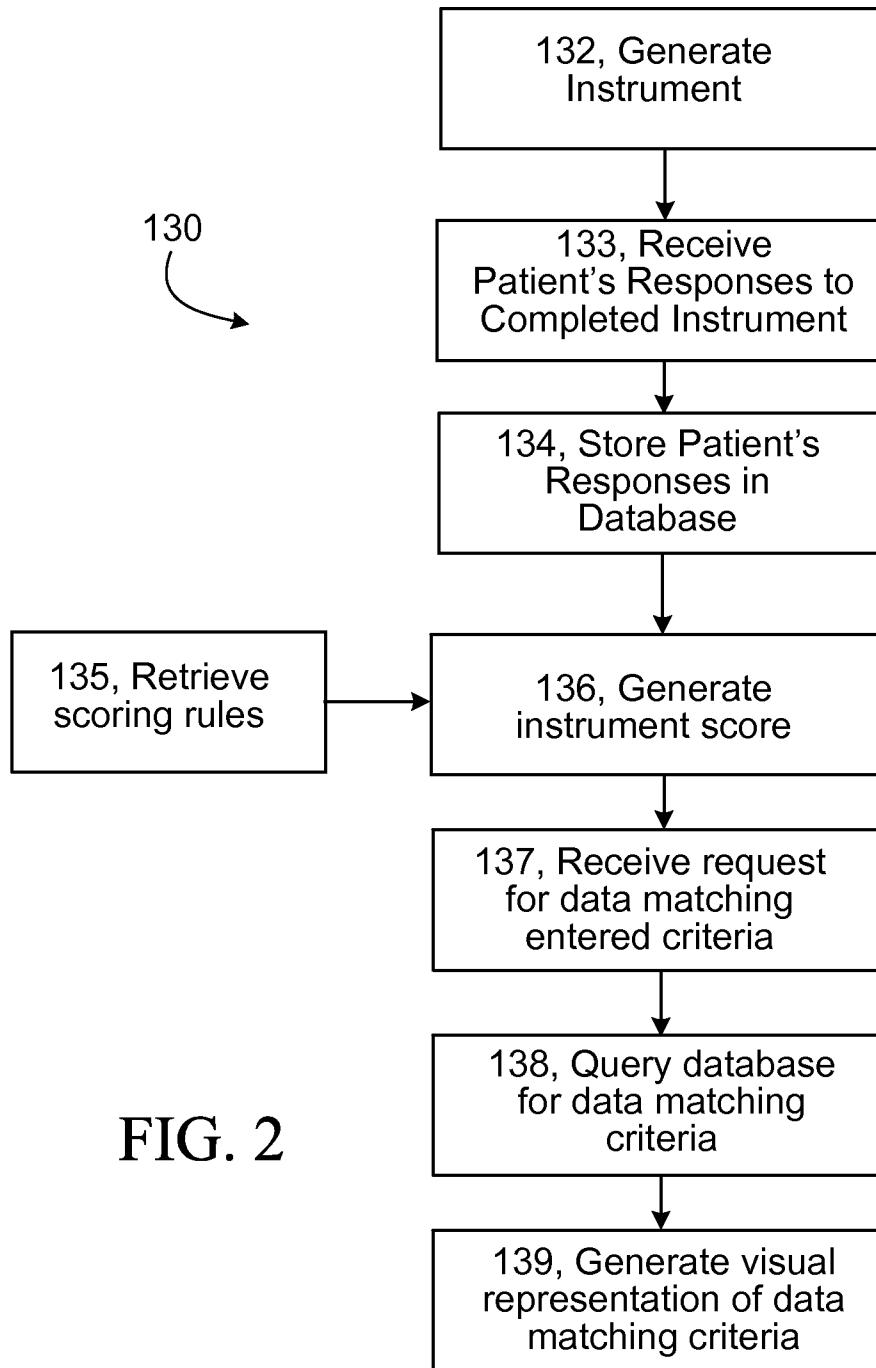 132, Generate
Instrument
130
133, Receive
Patient’s Responses to
Completed Instrument
134, Store Patient’s
Responses in
Database
135, Retrieve
scoring rules
136, Generate
instrument score
137, Receive request
for data matching
entered criteria
138, Query database
for data matching
criteria
FIG. 2
139, Generate visual
representation of data
matching criteria